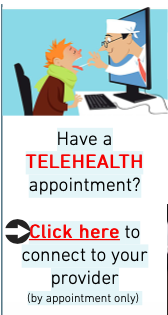 Have a
TELEHEALTH
appointment?
Click here to
connect to your
provider
(by appointment only)